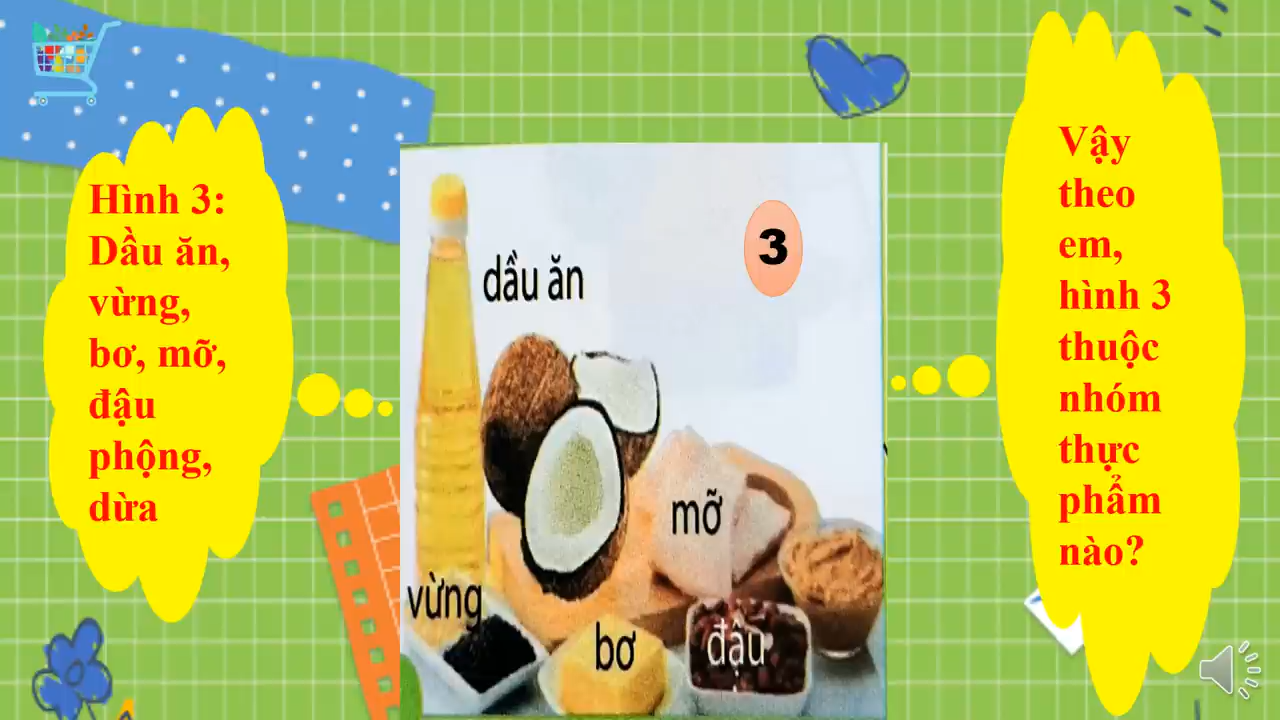 Hình 3:
Dầu ăn,
vừng,
bơ, mỡ,
đậu
phộng,
dừa
3
dầu ăn
mỡ
vừng
bơ
đậu
Vậy
theo
em,
hình 3
thuộc
nhóm
thực
phẩm
nào?